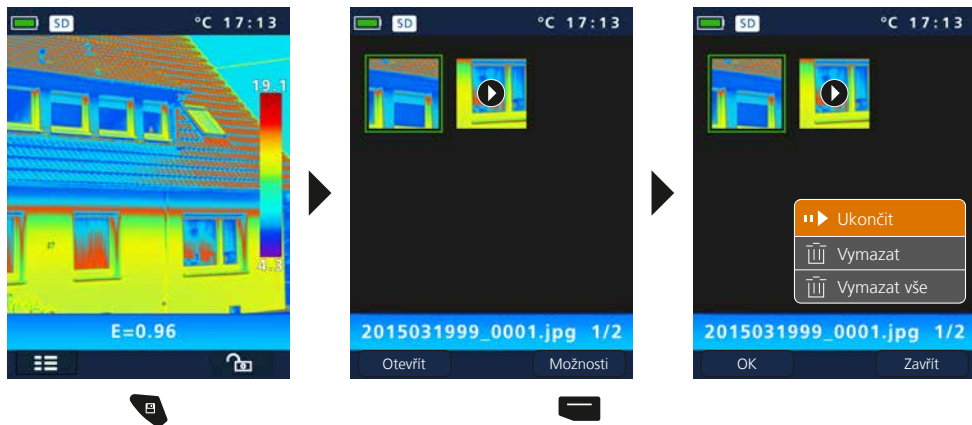 SD °C 17:13
19.1
4.3
E=0.96
SD °C 17:13
2015031999_0001.jpg 1/2
Otevřít Možnosti
SD °C 17:13
Ukončit
Vymazat
Vymazat vše
2015031999_0001.jpg 1/2
OK Zavřít